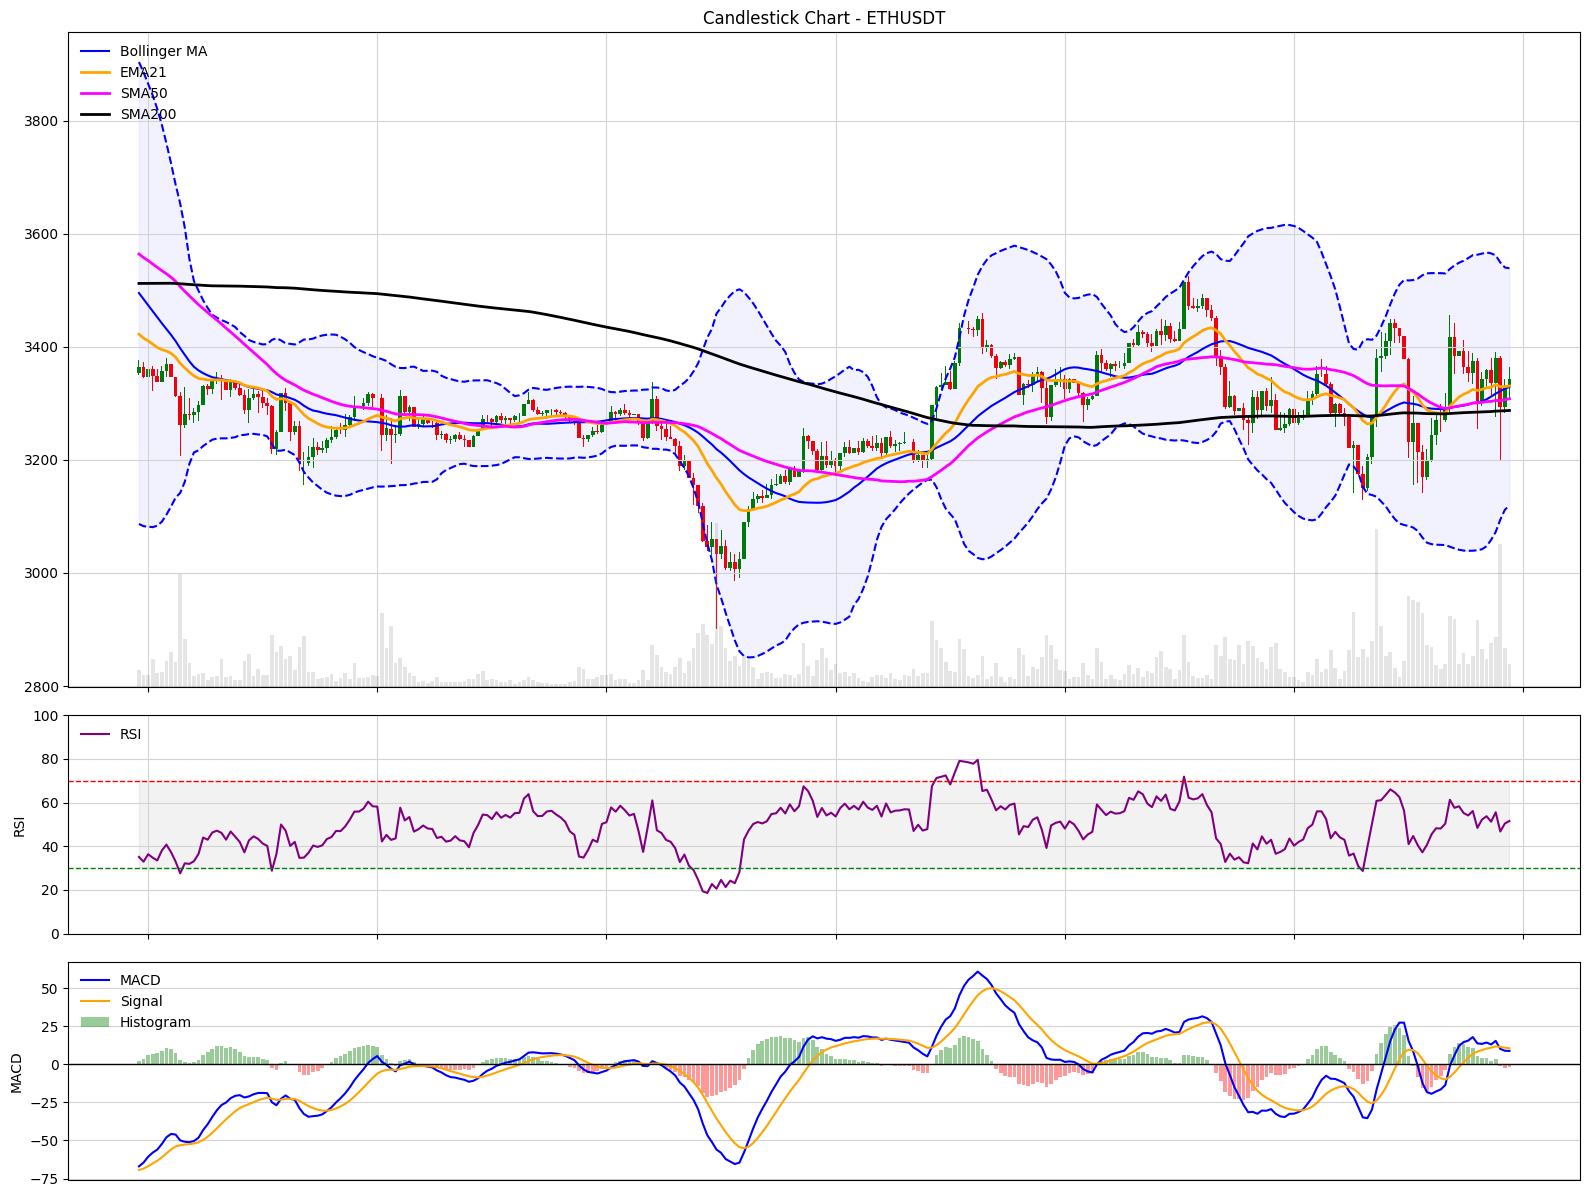 Candlestick Chart - ETHUSDT
Bollinger MA
EMA21
SMA50
SMA200
3800
3600
3400
3200
3000
2800
100
80
60
40
20
0
RSI
RSI
50
25
0
−25
−50
−75
MACD
MACD
Signal
Histogram